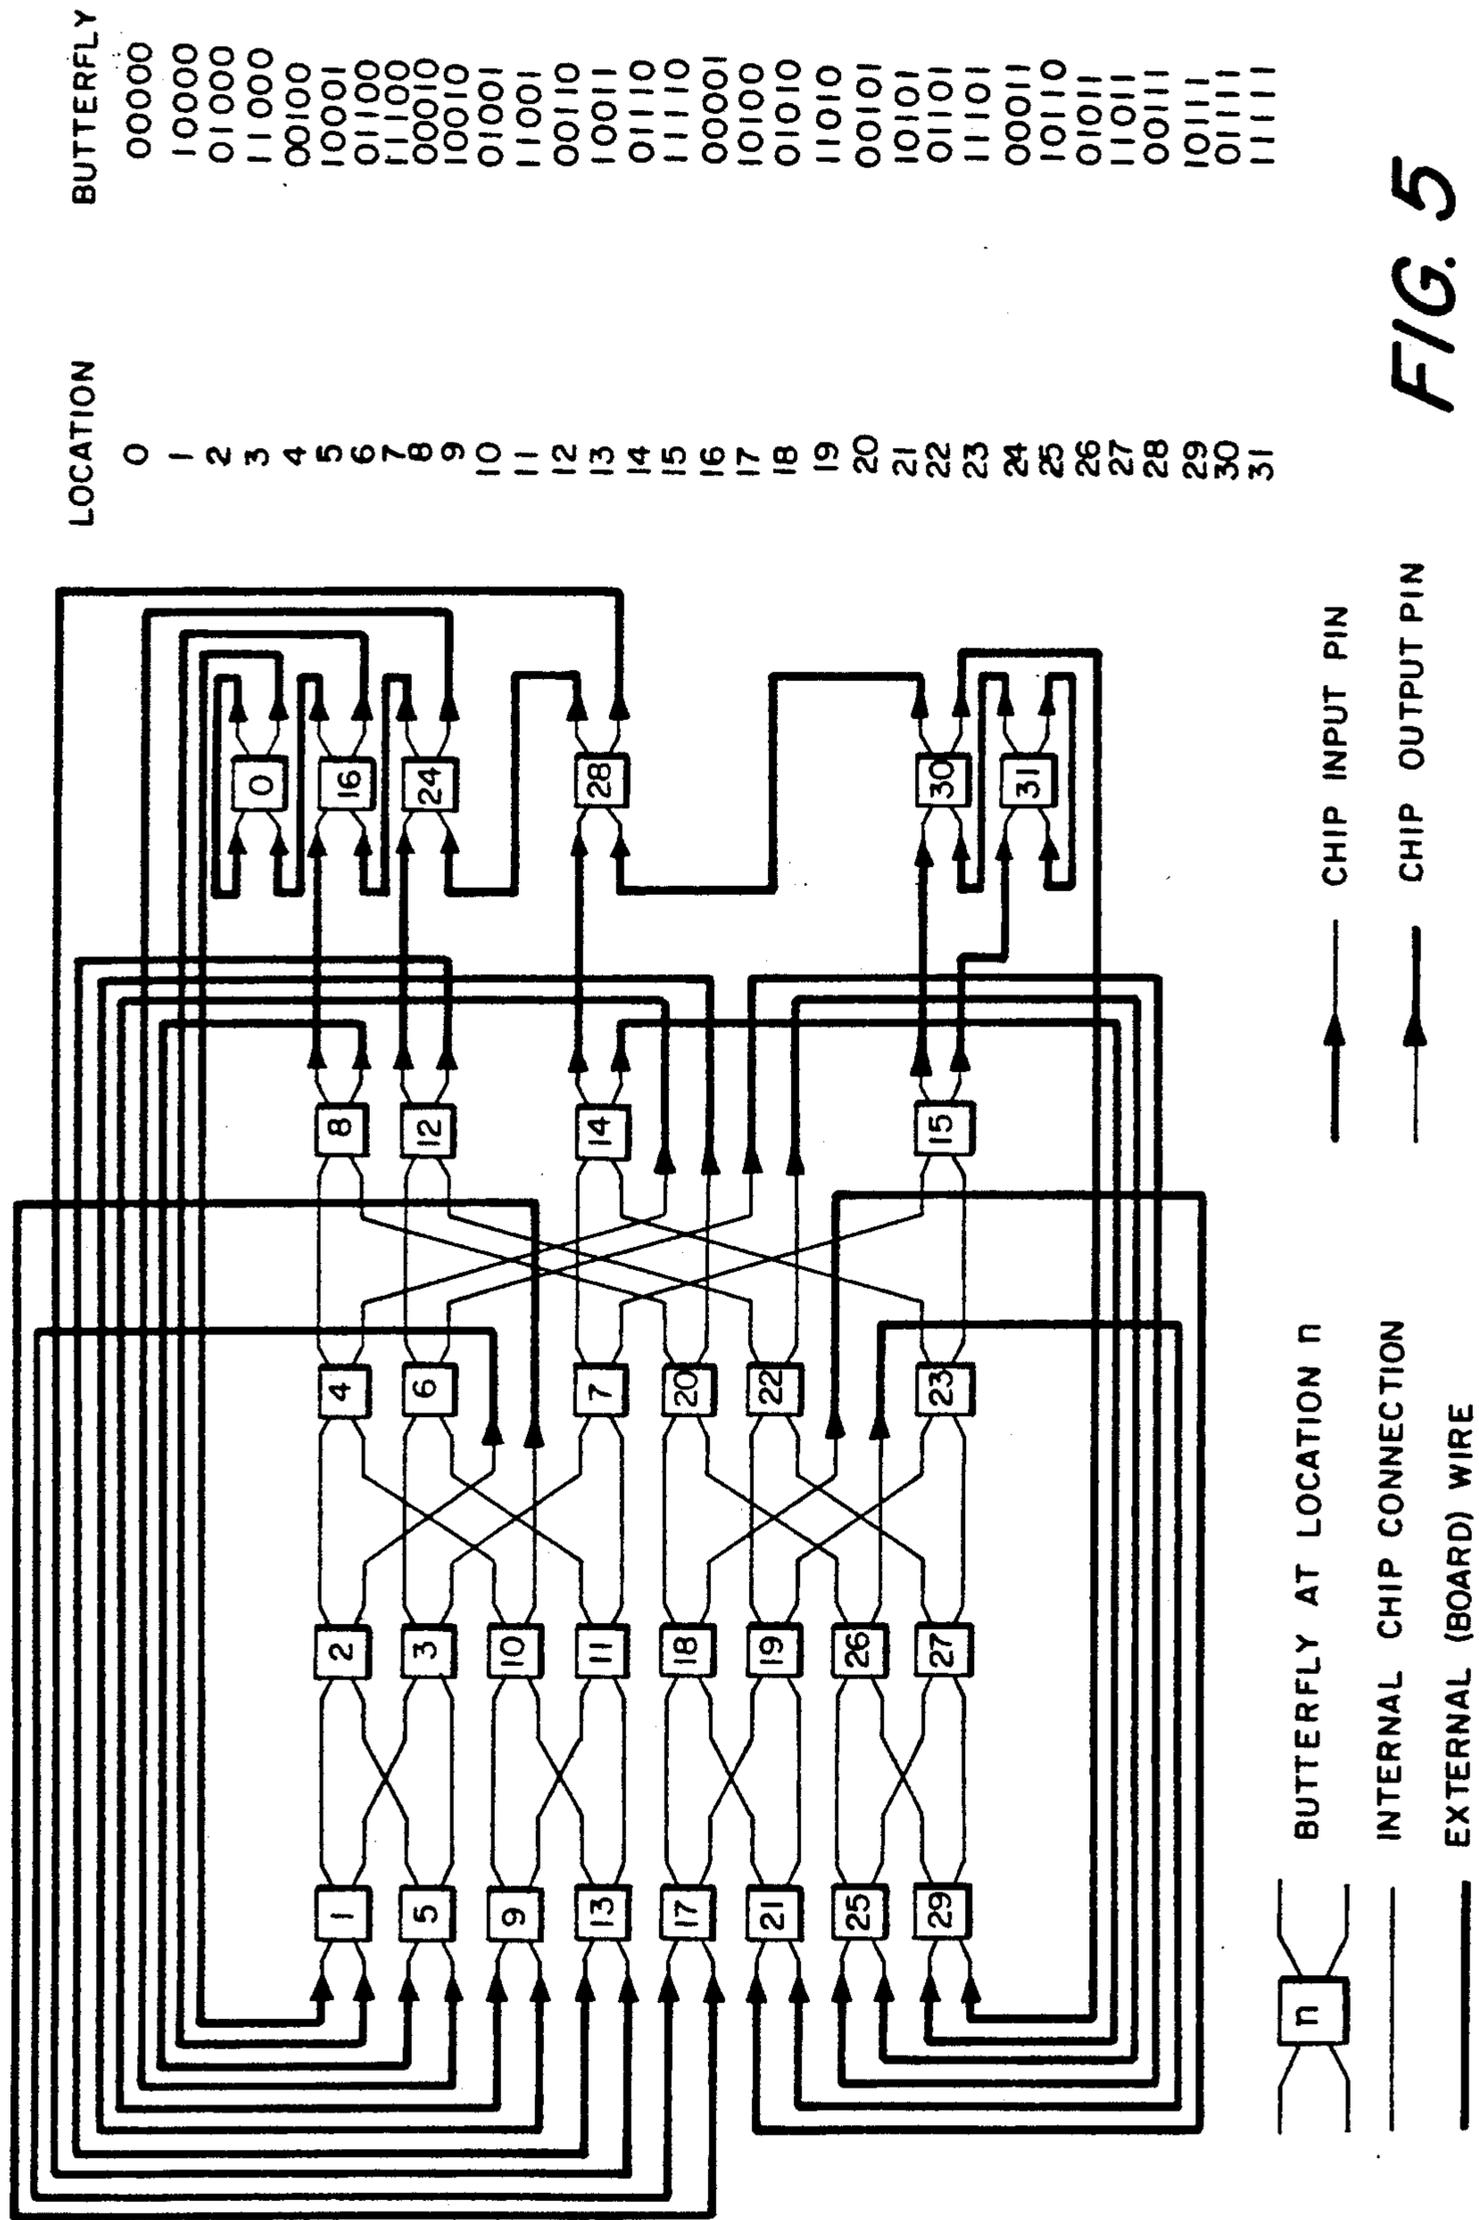 LOCATION BUTTERFLY
0 00000
1 10000
2 01000
3 11000
4 00100
5 10001
6 01100
7 11100
8 00010
9 10010
10 01001
11 11001
12 00110
13 10011
14 01110
15 11110
16 00001
17 10100
18 01010
19 11010
20 00101
21 10101
22 01101
23 11101
24 00011
25 10110
26 01011
27 11011
28 00111
29 10111
30 01111
31 11111
0
1 2 4 8 16
5 3 6 12 24
9 10
13 11 7 14 28
17 18 20
21 19 22
25 26
29 27 23 15 30
31
n BUTTERFLY AT LOCATION n
INTERNAL CHIP CONNECTION
EXTERNAL (BOARD) WIRE
CHIP INPUT PIN
CHIP OUTPUT PIN
FIG. 5